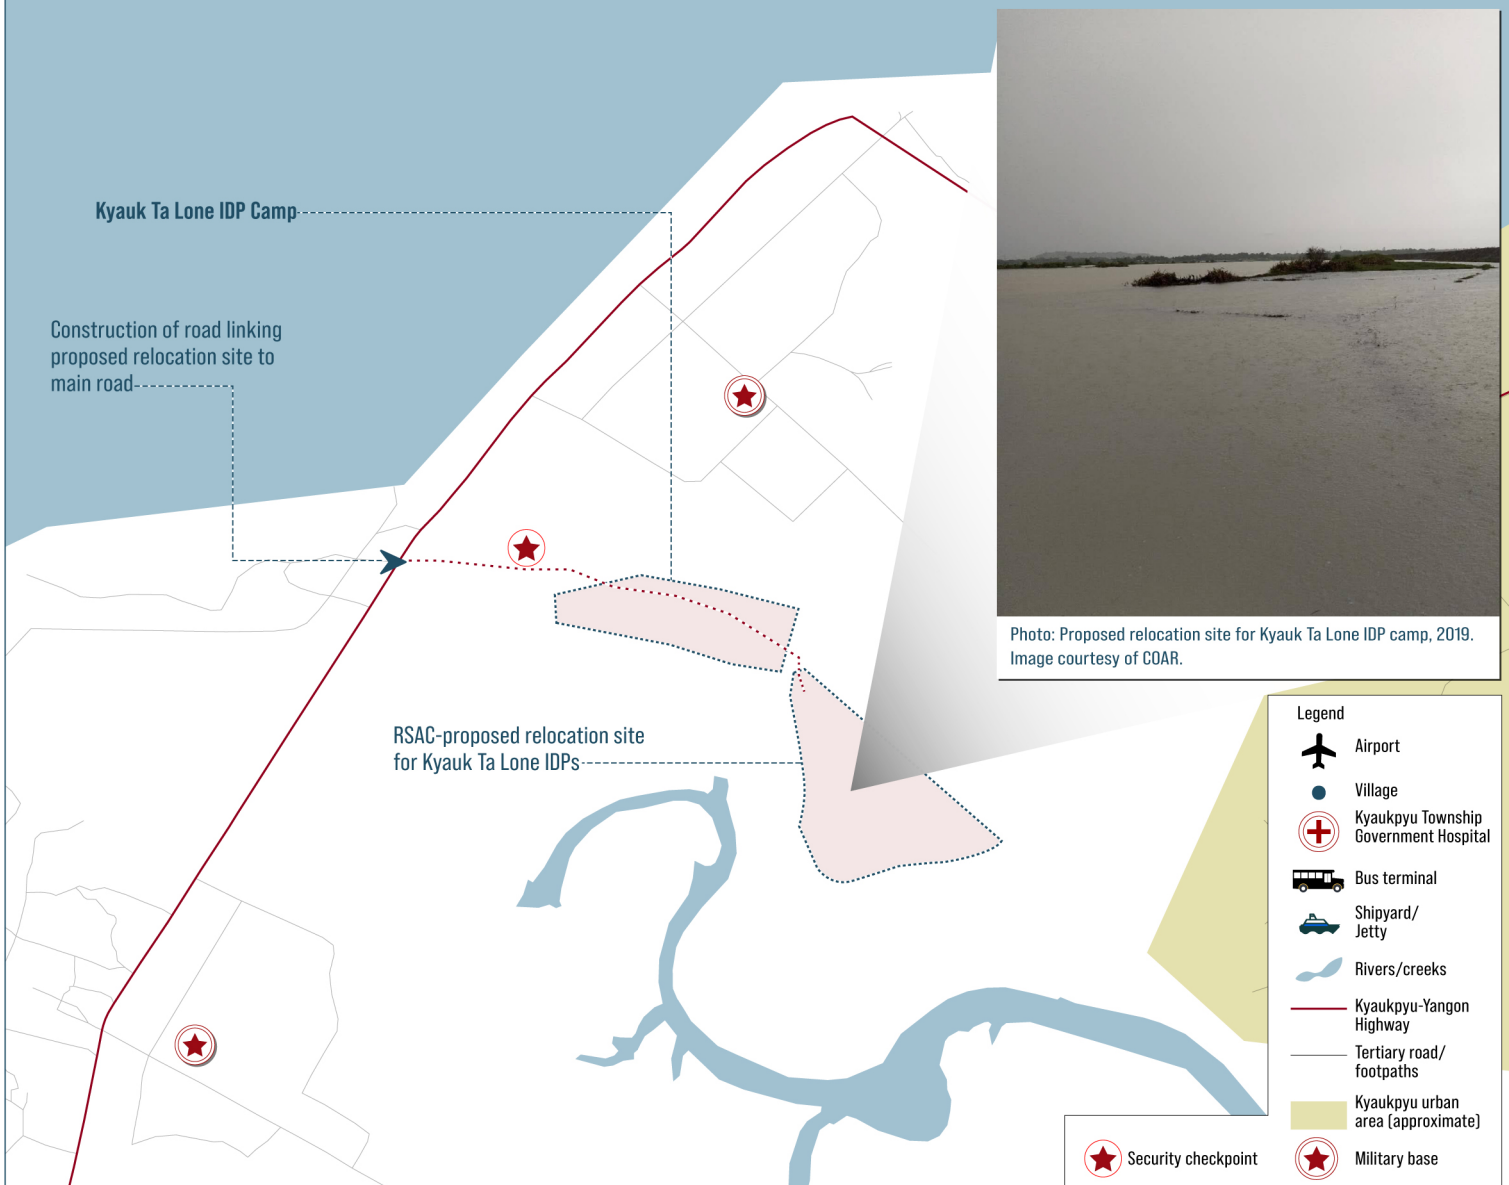 Kyauk Ta Lone IDP Camp
Construction of road linking
proposed relocation site to
main road
RSAC-proposed relocation site
for Kyauk Ta Lone IDPs
Photo: Proposed relocation site for Kyauk Ta Lone IDP camp, 2019.
Image courtesy of COAR.
Legend
Airport
Village
Kyaukpyu Township
Government Hospital
Bus terminal
Shipyard/
Jetty
Rivers/creeks
Kyaukpyu-Yangon
Highway
Tertiary road/
footpaths
Kyaukpyu urban
area (approximate)
Security checkpoint
Military base